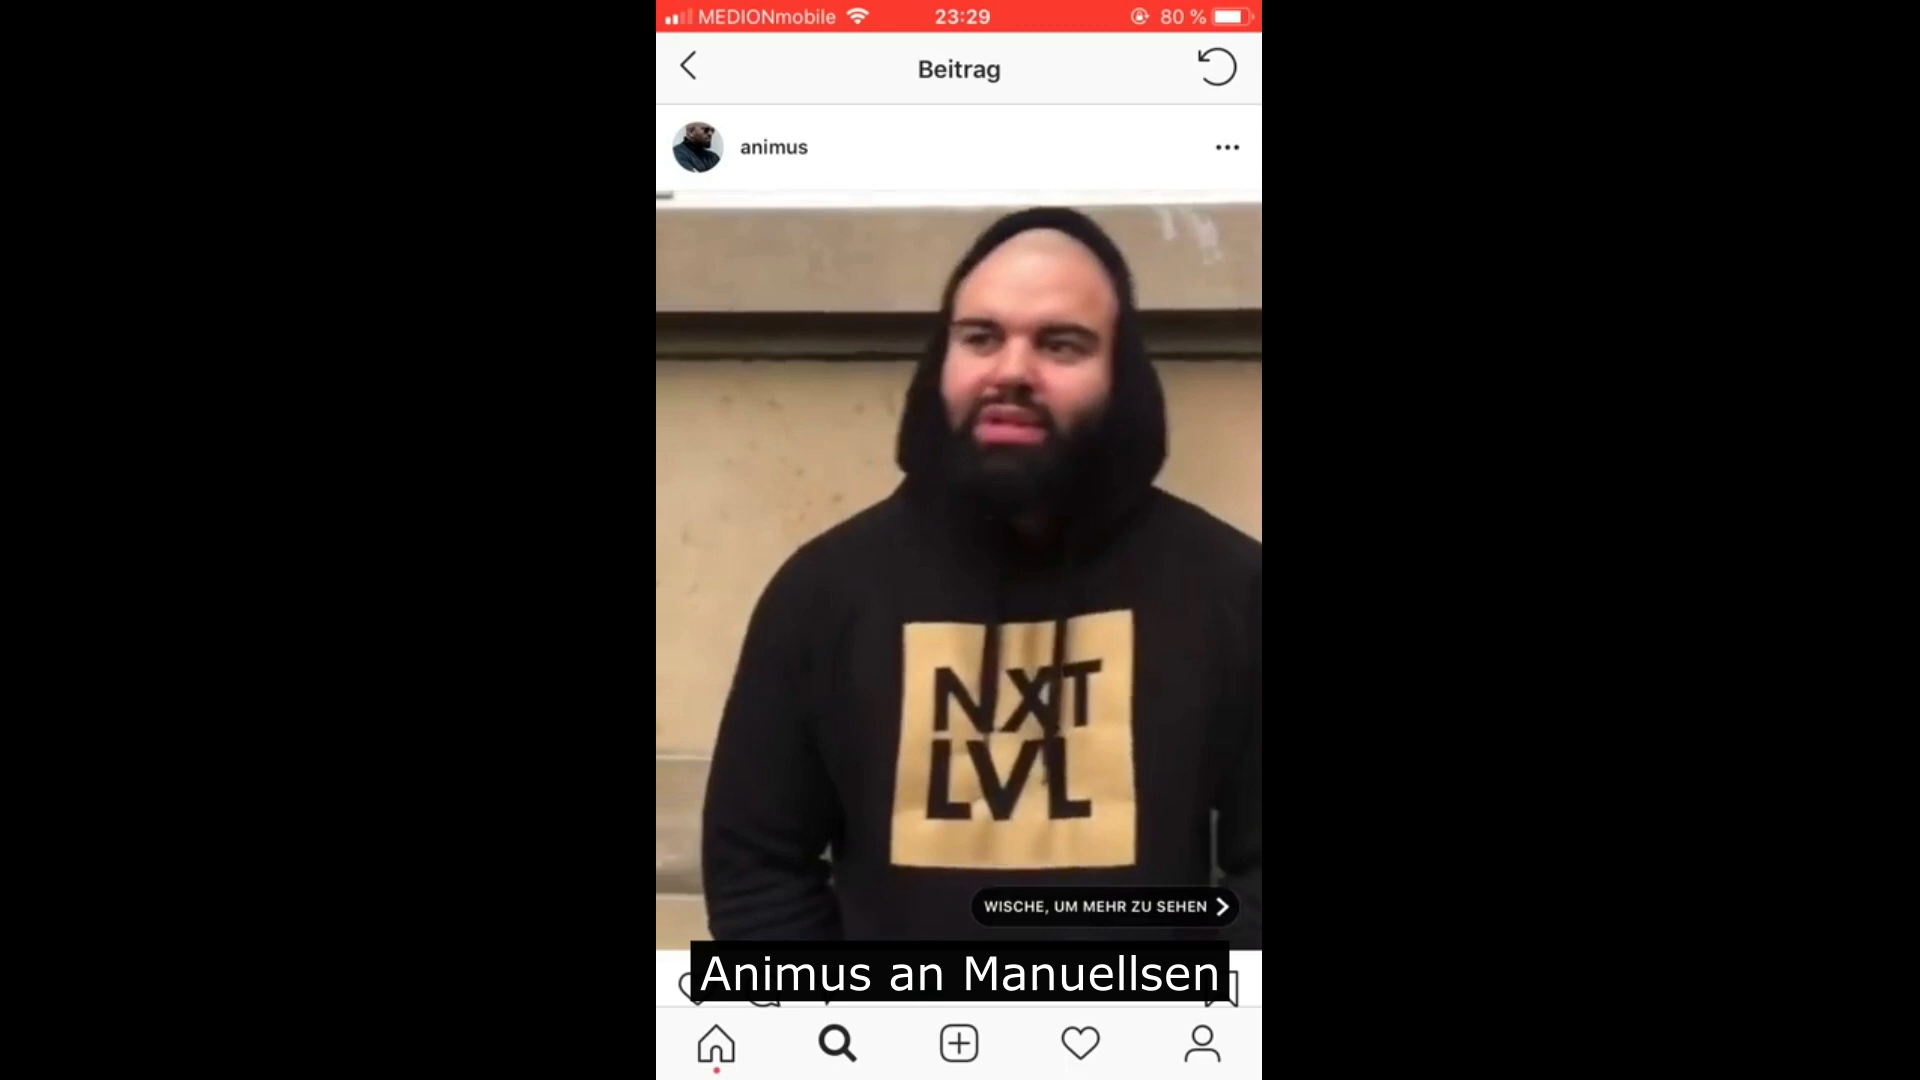 MEDIONmobile 23:29 80 %
Beitrag
animus
NXT
LVL
WISCHE, UM MEHR ZU SEHEN
Animus an Manuellsen